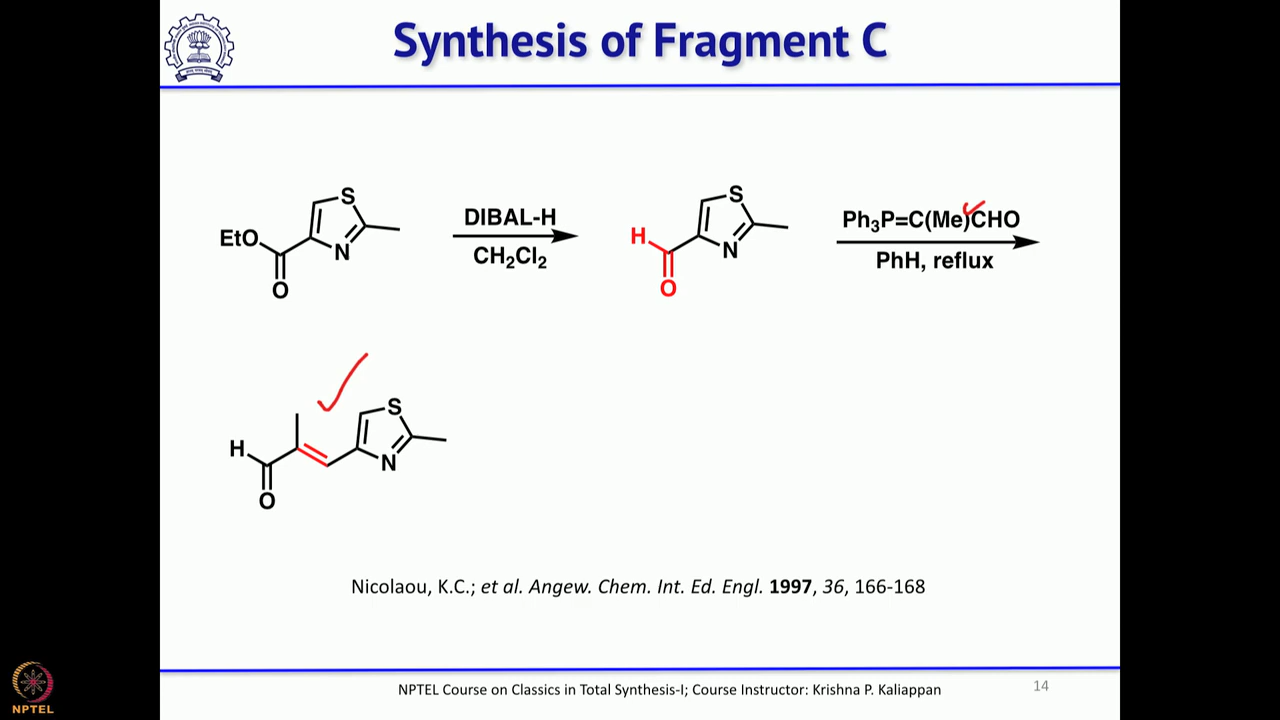 Synthesis of Fragment C
S
EtO
N
O
DIBAL-H
CH₂Cl₂
S
H
N
O
Ph₃P=C(Me)CHO
PhH, reflux
S
H
N
O
Nicolaou, K.C.; et al. Angew. Chem. Int. Ed. Engl. 1997, 36, 166-168
NPTEL Course on Classics in Total Synthesis-I; Course Instructor: Krishna P. Kaliappan
14
NPTEL